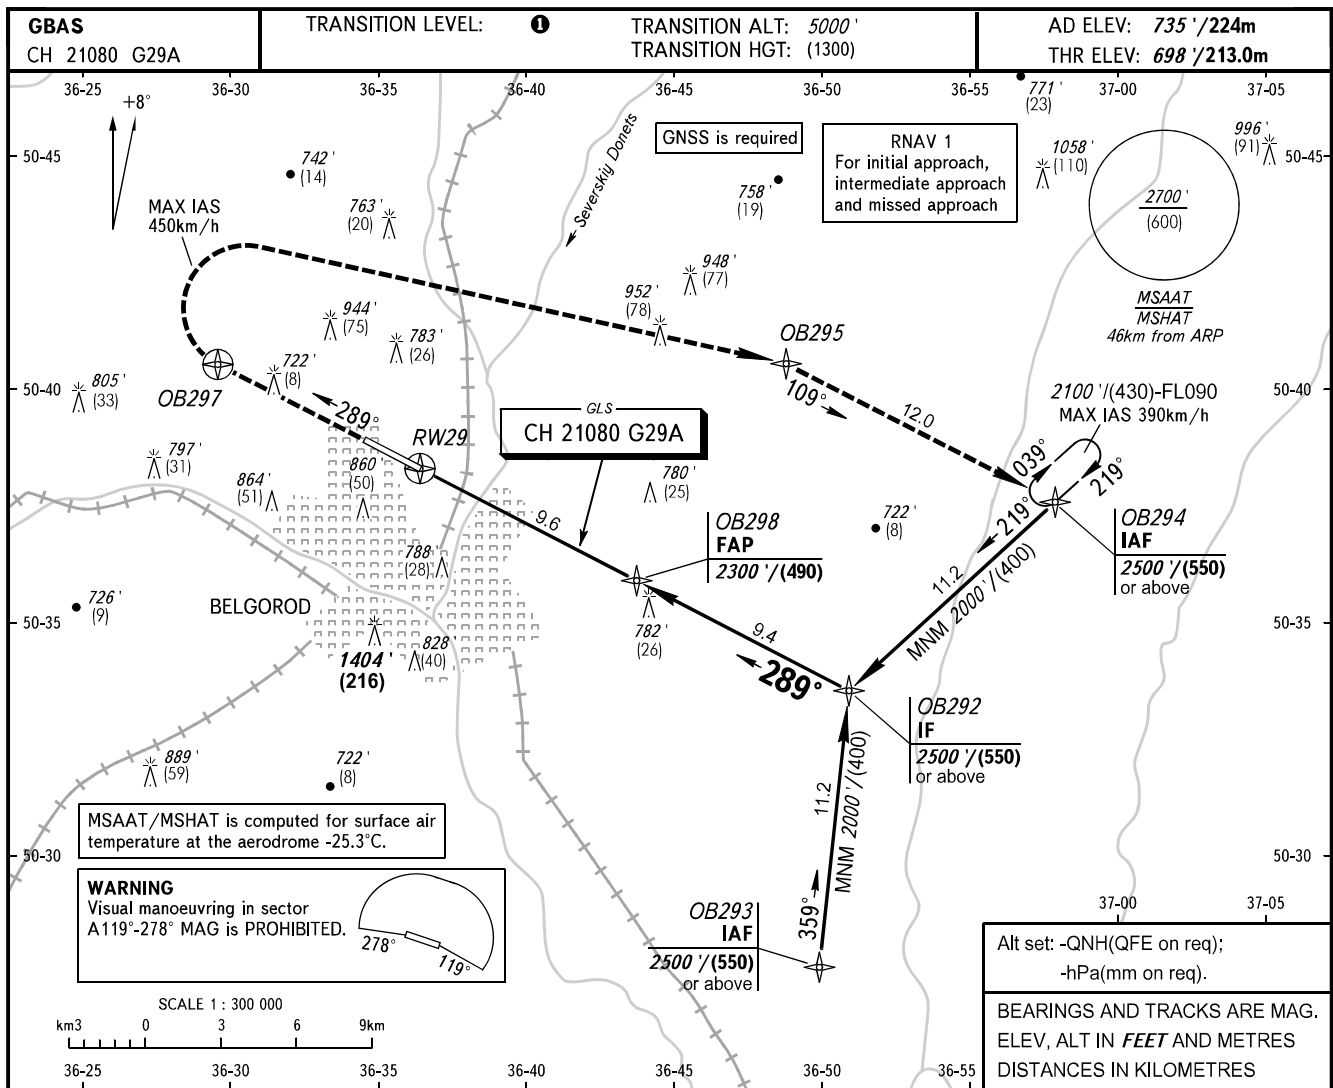 GBAS
CH 21080 G29A
TRANSITION LEVEL: 1
TRANSITION ALT: 5000 '
TRANSITION HGT: (1300)
AD ELEV: 735 '/224m
THR ELEV: 698 '/213.0m
36-25 36-30 36-35 36-40 36-45 36-50 36-55 37-00 37-05
+8°
50-45
742 '
(14)
763 '
(20)
MAX IAS
450km/h
Severskiy Donets
GNSS is required
758 '
(19)
RNAV 1
For initial approach,
intermediate approach
and missed approach
771 '
(23)
1058 '
(110)
996 '
(91)
50-45
2700 '
(600)
MSAAT
MSHAT
46km from ARP
948 '
(77)
952 '
(78)
944 '
(75)
783 '
(26)
722 '
(8)
OB295
109°
12.0
50-40
805 '
(33)
OB297
289°
RW29
GLS
CH 21080 G29A
2100 '/(430)-FL090
MAX IAS 390km/h
50-40
039°
219°
219°
797 '
(31)
864 '
(51)
860 '
(50)
780 '
(25)
722 '
(8)
9.6
OB298
FAP
2300 '/(490)
OB294
IAF
2500 '/(550)
or above
11.2
MNM 2000 '/(400)
788 '
(28)
726 '
(9)
BELGOROD
50-35
782 '
(26)
9.4
289°
50-35
1404 '
(216)
828 '
(40)
OB292
IF
2500 '/(550)
or above
889 '
(59)
722 '
(8)
11.2
MNM 2000 '/(400)
MSAAT/MSHAT is computed for surface air
temperature at the aerodrome -25.3°C.
50-30
50-30
WARNING
Visual manoeuvring in sector
A119°-278° MAG is PROHIBITED.
278°
119°
OB293
IAF
2500 '/(550)
or above
359°
37-00 37-05
Alt set: -QNH(QFE on req);
-hPa(mm on req).
BEARINGS AND TRACKS ARE MAG.
ELEV, ALT IN FEET AND METRES
DISTANCES IN KILOMETRES
SCALE 1 : 300 000
km3 0 3 6 9km
36-25 36-30 36-35 36-40 36-45 36-50 36-55